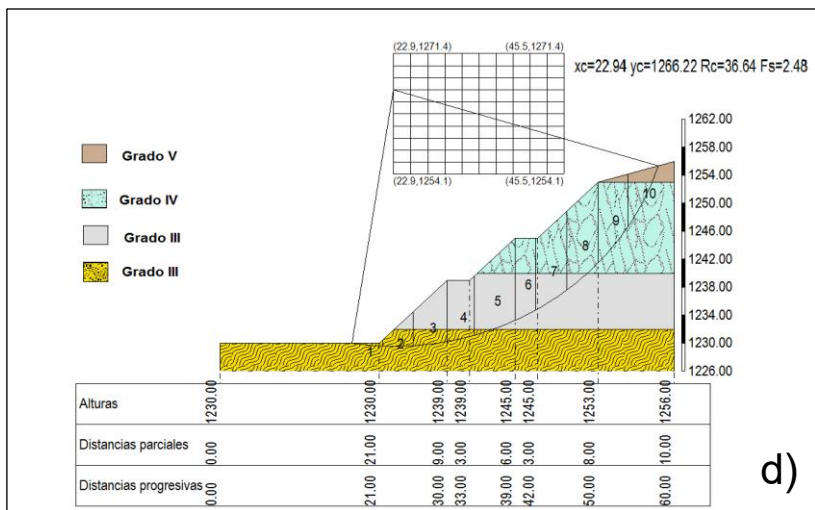 (22.9,1271.4) (45.5,1271.4)
xc=22.94 yc=1266.22 Rc=36.64 Fs=2.48
(22.9,1254.1) (45.5,1254.1)
Grado V
Grado IV
Grado III
Grado III
1262.00
1258.00
1254.00
1250.00
1246.00
1242.00
1238.00
1234.00
1230.00
1226.00
1 2 3 4 5 6 7 8 9 10
Alturas 1230.00 1230.00 1239.00 1239.00 1245.00 1245.00 1253.00 1256.00
Distancias parciales 0.00 21.00 9.00 3.00 6.00 3.00 8.00 10.00
Distancias progresivas 0.00 21.00 30.00 33.00 39.00 42.00 50.00 60.00
d)